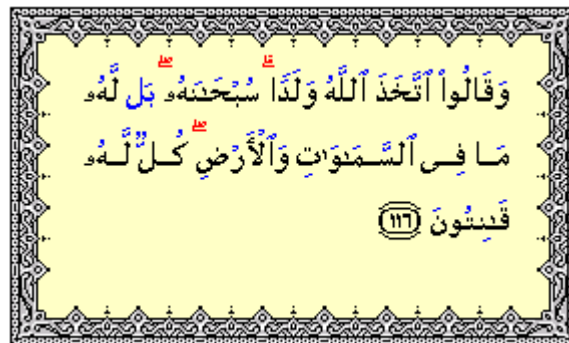 وَقَالُوا۟ ٱتَّخَذَ ٱللَّهُ وَلَدًۭا ۗ سُبْحَـٰنَهُۥ ۖ بَل لَّهُۥ
مَا فِى ٱلسَّمَـٰوَٰتِ وَٱلْأَرْضِ ۖ كُلٌّۭ لَّهُۥ
قَـٰنِتُونَ ١١٦